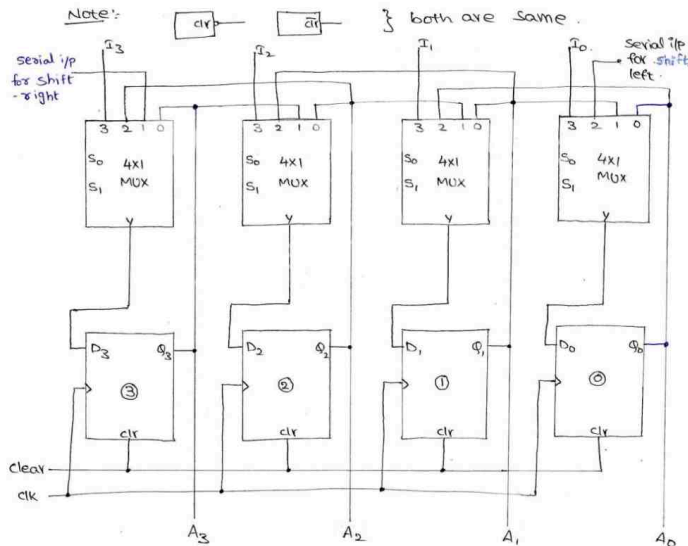 Note:- clr clr } both are same.
I3 I2 I1 I0.
serial i/p for shift -right
serial i/p for shift left.
3 2 1 0 3 2 1 0 3 2 1 0 3 2 1 0
S0 4x1 S0 4x1 S0 4x1 S0 4x1
S1 MUX S1 MUX S1 MUX S1 MUX
Y Y Y Y
D3 Q3 D2 Q2 D1 Q1 D0 Q0
3 2 1 0
clr clr clr clr
clear
clk
A3 A2 A1 A0